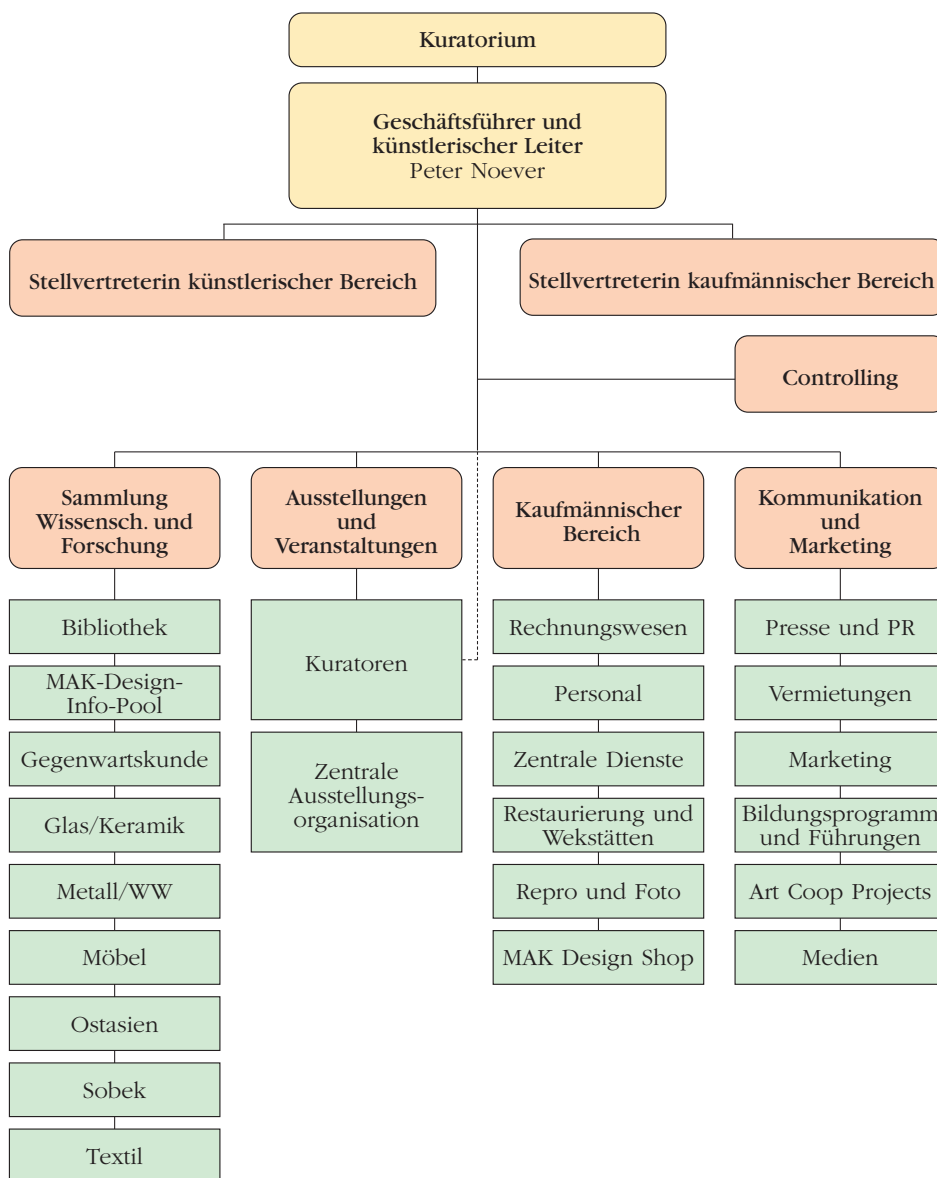 Kuratorium
Geschäftsführer und
künstlerischer Leiter
Peter Noever
Stellvertreterin künstlerischer Bereich
Stellvertreterin kaufmännischer Bereich
Controlling
Sammlung
Wissensch. und
Forschung
Bibliothek
MAK-Design-
Info-Pool
Gegenwartskunde
Glas/Keramik
Metall/WW
Möbel
Ostasien
Sobek
Textil
Ausstellungen
und
Veranstaltungen
Kuratoren
Zentrale
Ausstellungs-
organisation
Kaufmännischer
Bereich
Rechnungswesen
Personal
Zentrale Dienste
Restaurierung und
Wekstätten
Repro und Foto
MAK Design Shop
Kommunikation
und
Marketing
Presse und PR
Vermietungen
Marketing
Bildungsprogramm
und Führungen
Art Coop Projects
Medien